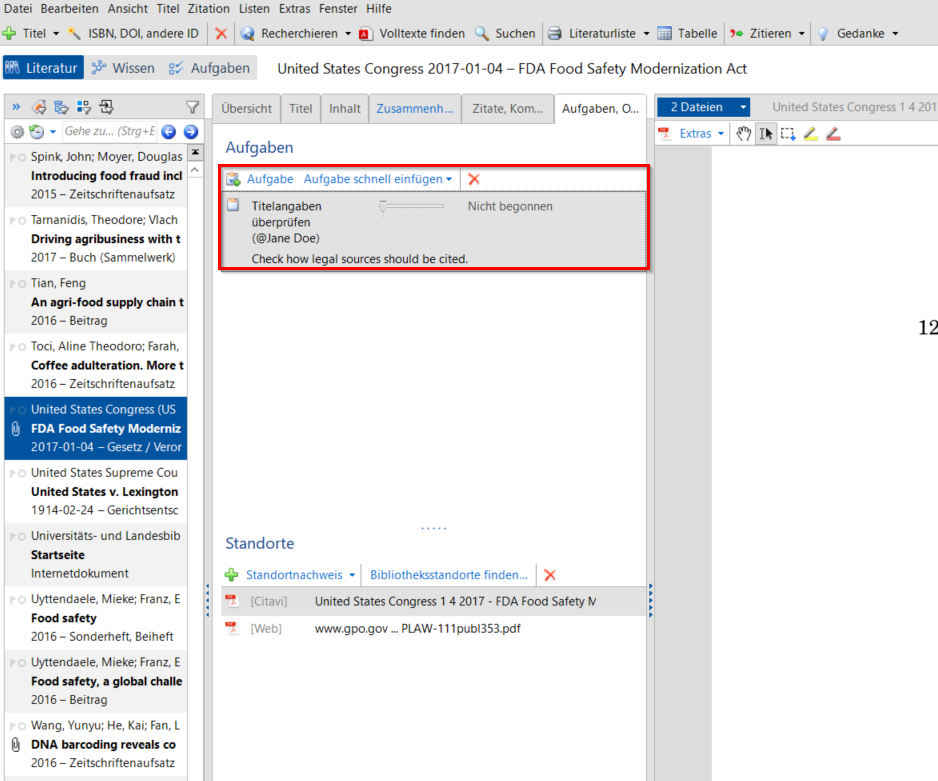 Datei Bearbeiten Ansicht Titel Zitation Listen Extras Fenster Hilfe
Titel ISBN, DOI, andere ID Recherchieren Volltexte finden Suchen Literaturliste Tabelle Zitieren Gedanke
Literatur Wissen Aufgaben United States Congress 2017-01-04 – FDA Food Safety Modernization Act
Gehe zu... (Strg+E
Spink, John; Moyer, Douglas
Introducing food fraud incl
2015 – Zeitschriftenaufsatz
Tarnanidis, Theodore; Vlach
Driving agribusiness with t
2017 – Buch (Sammelwerk)
Tian, Feng
An agri-food supply chain t
2016 – Beitrag
Toci, Aline Theodoro; Farah,
Coffee adulteration. More t
2016 – Zeitschriftenaufsatz
United States Congress (US
FDA Food Safety Moderniz
2017-01-04 – Gesetz / Veror
United States Supreme Cou
United States v. Lexington
1914-02-24 – Gerichtsentsc
Universitäts- und Landesbib
Startseite
Internetdokument
Uyttendaele, Mieke; Franz, E
Food safety
2016 – Sonderheft, Beiheft
Uyttendaele, Mieke; Franz, E
Food safety, a global challe
2016 – Beitrag
Wang, Yunyu; He, Kai; Fan, L
DNA barcoding reveals co
2016 – Zeitschriftenaufsatz
Übersicht Titel Inhalt Zusammenh... Zitate, Kom... Aufgaben, O...
Aufgaben
Aufgabe Aufgabe schnell einfügen
Titelangaben Nicht begonnen
überprüfen
(@Jane Doe)
Check how legal sources should be cited.
Standorte
Standortnachweis Bibliotheksstandorte finden...
[Citavi] United States Congress 1 4 2017 - FDA Food Safety M
[Web] www.gpo.gov ... PLAW-111publ353.pdf
2 Dateien United States Congress 1 4 201
Extras
12